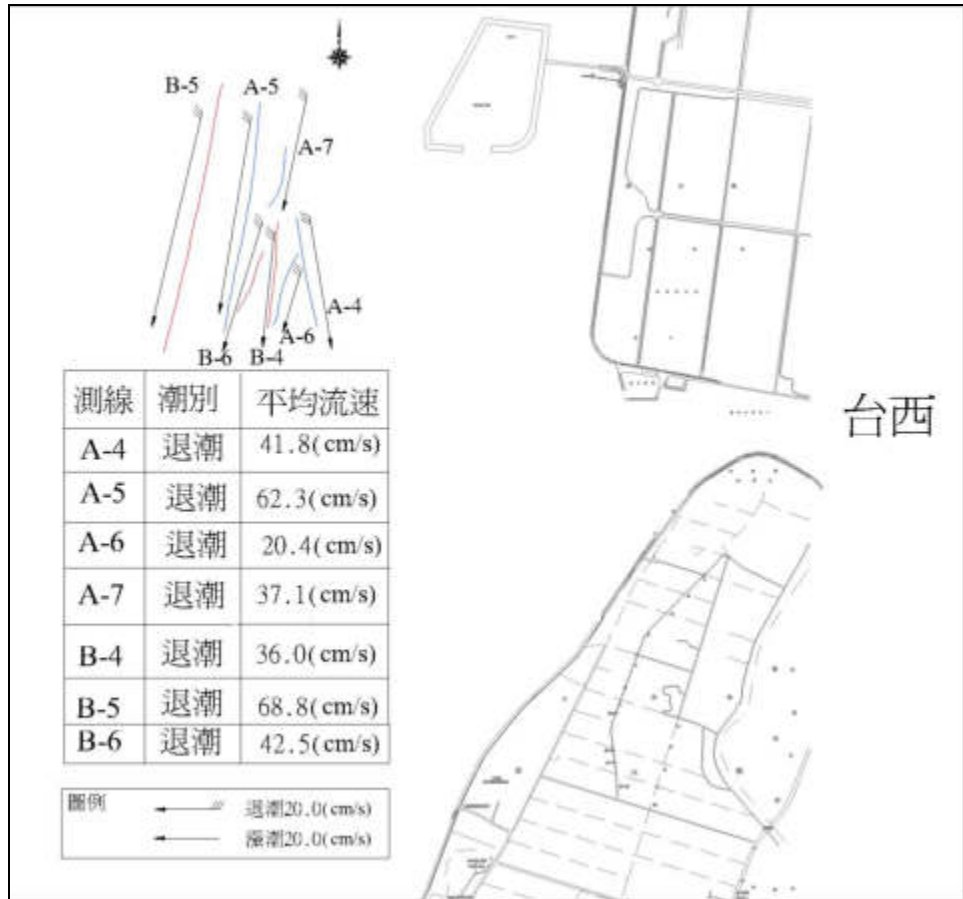 B-5
A-5
A-7
A-4
A-6
B-6
B-4
測線 潮別 平均流速
A-4 退潮 41.8(cm/s)
A-5 退潮 62.3(cm/s)
A-6 退潮 20.4(cm/s)
A-7 退潮 37.1(cm/s)
B-4 退潮 36.0(cm/s)
B-5 退潮 68.8(cm/s)
B-6 退潮 42.5(cm/s)
圖例
退潮20.0(cm/s)
漲潮20.0(cm/s)
台西